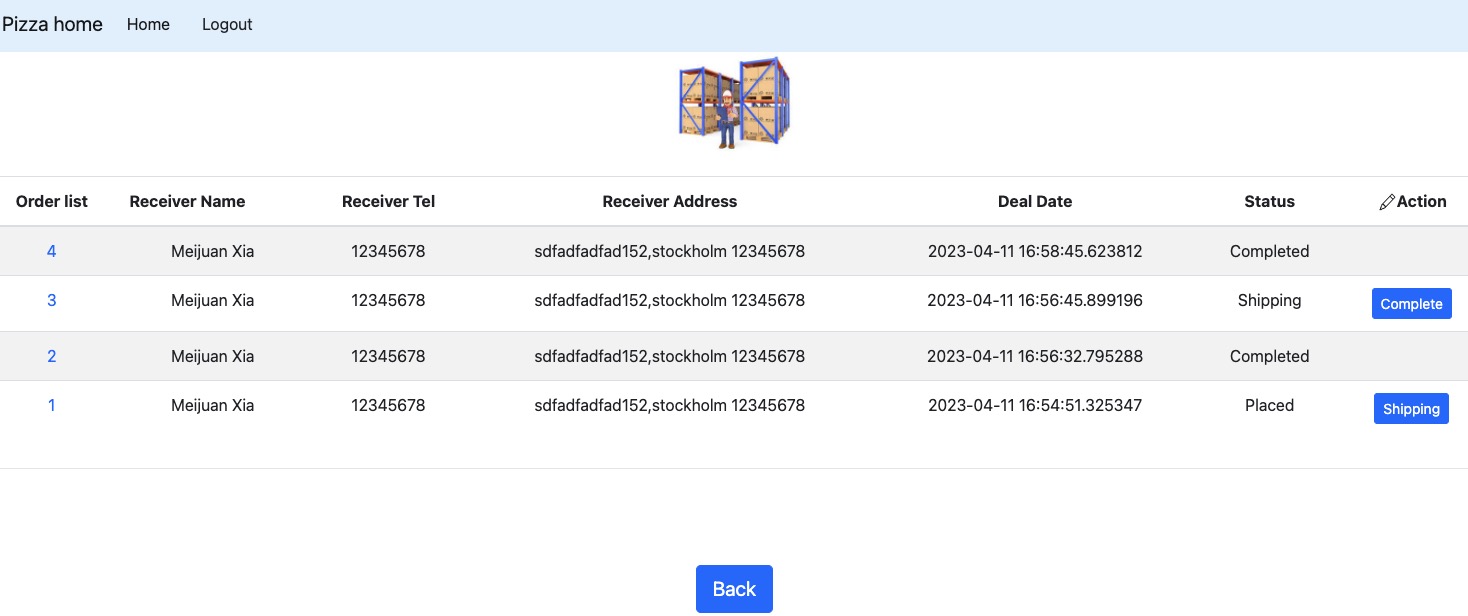 Pizza home Home Logout
Order list Receiver Name Receiver Tel Receiver Address Deal Date Status Action
4 Meijuan Xia 12345678 sdfadfadfad152,stockholm 12345678 2023-04-11 16:58:45.623812 Completed
3 Meijuan Xia 12345678 sdfadfadfad152,stockholm 12345678 2023-04-11 16:56:45.899196 Shipping Complete
2 Meijuan Xia 12345678 sdfadfadfad152,stockholm 12345678 2023-04-11 16:56:32.795288 Completed
1 Meijuan Xia 12345678 sdfadfadfad152,stockholm 12345678 2023-04-11 16:54:51.325347 Placed Shipping
Back